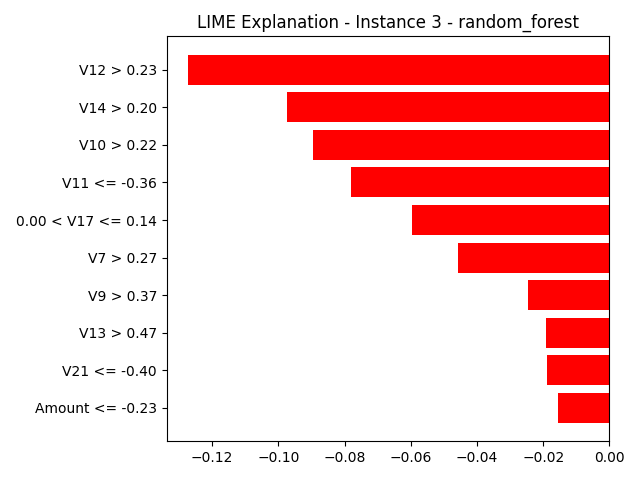 LIME Explanation - Instance 3 - random_forest
V12 > 0.23
V14 > 0.20
V10 > 0.22
V11 <= -0.36
0.00 < V17 <= 0.14
V7 > 0.27
V9 > 0.37
V13 > 0.47
V21 <= -0.40
Amount <= -0.23
−0.12 −0.10 −0.08 −0.06 −0.04 −0.02 0.00